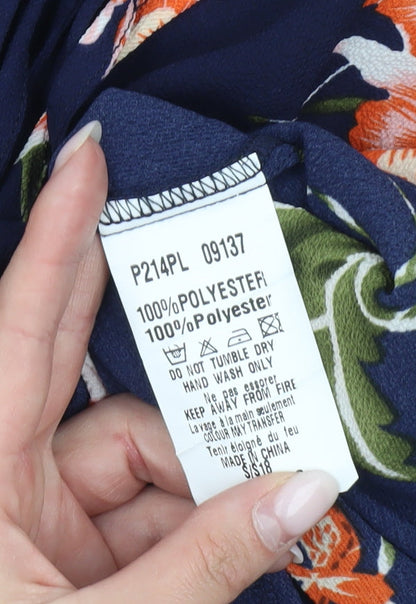 P214PL 09137
100%POLYESTER
100%Polyester
DO NOT TUMBLE DRY
HAND WASH ONLY
Ne pas essorer
KEEP AWAY FROM FIRE
Lavage à la main seulement
COLOUR MAY TRANSFER
Tenir éloigné du feu
MADE IN CHINA
S/S18